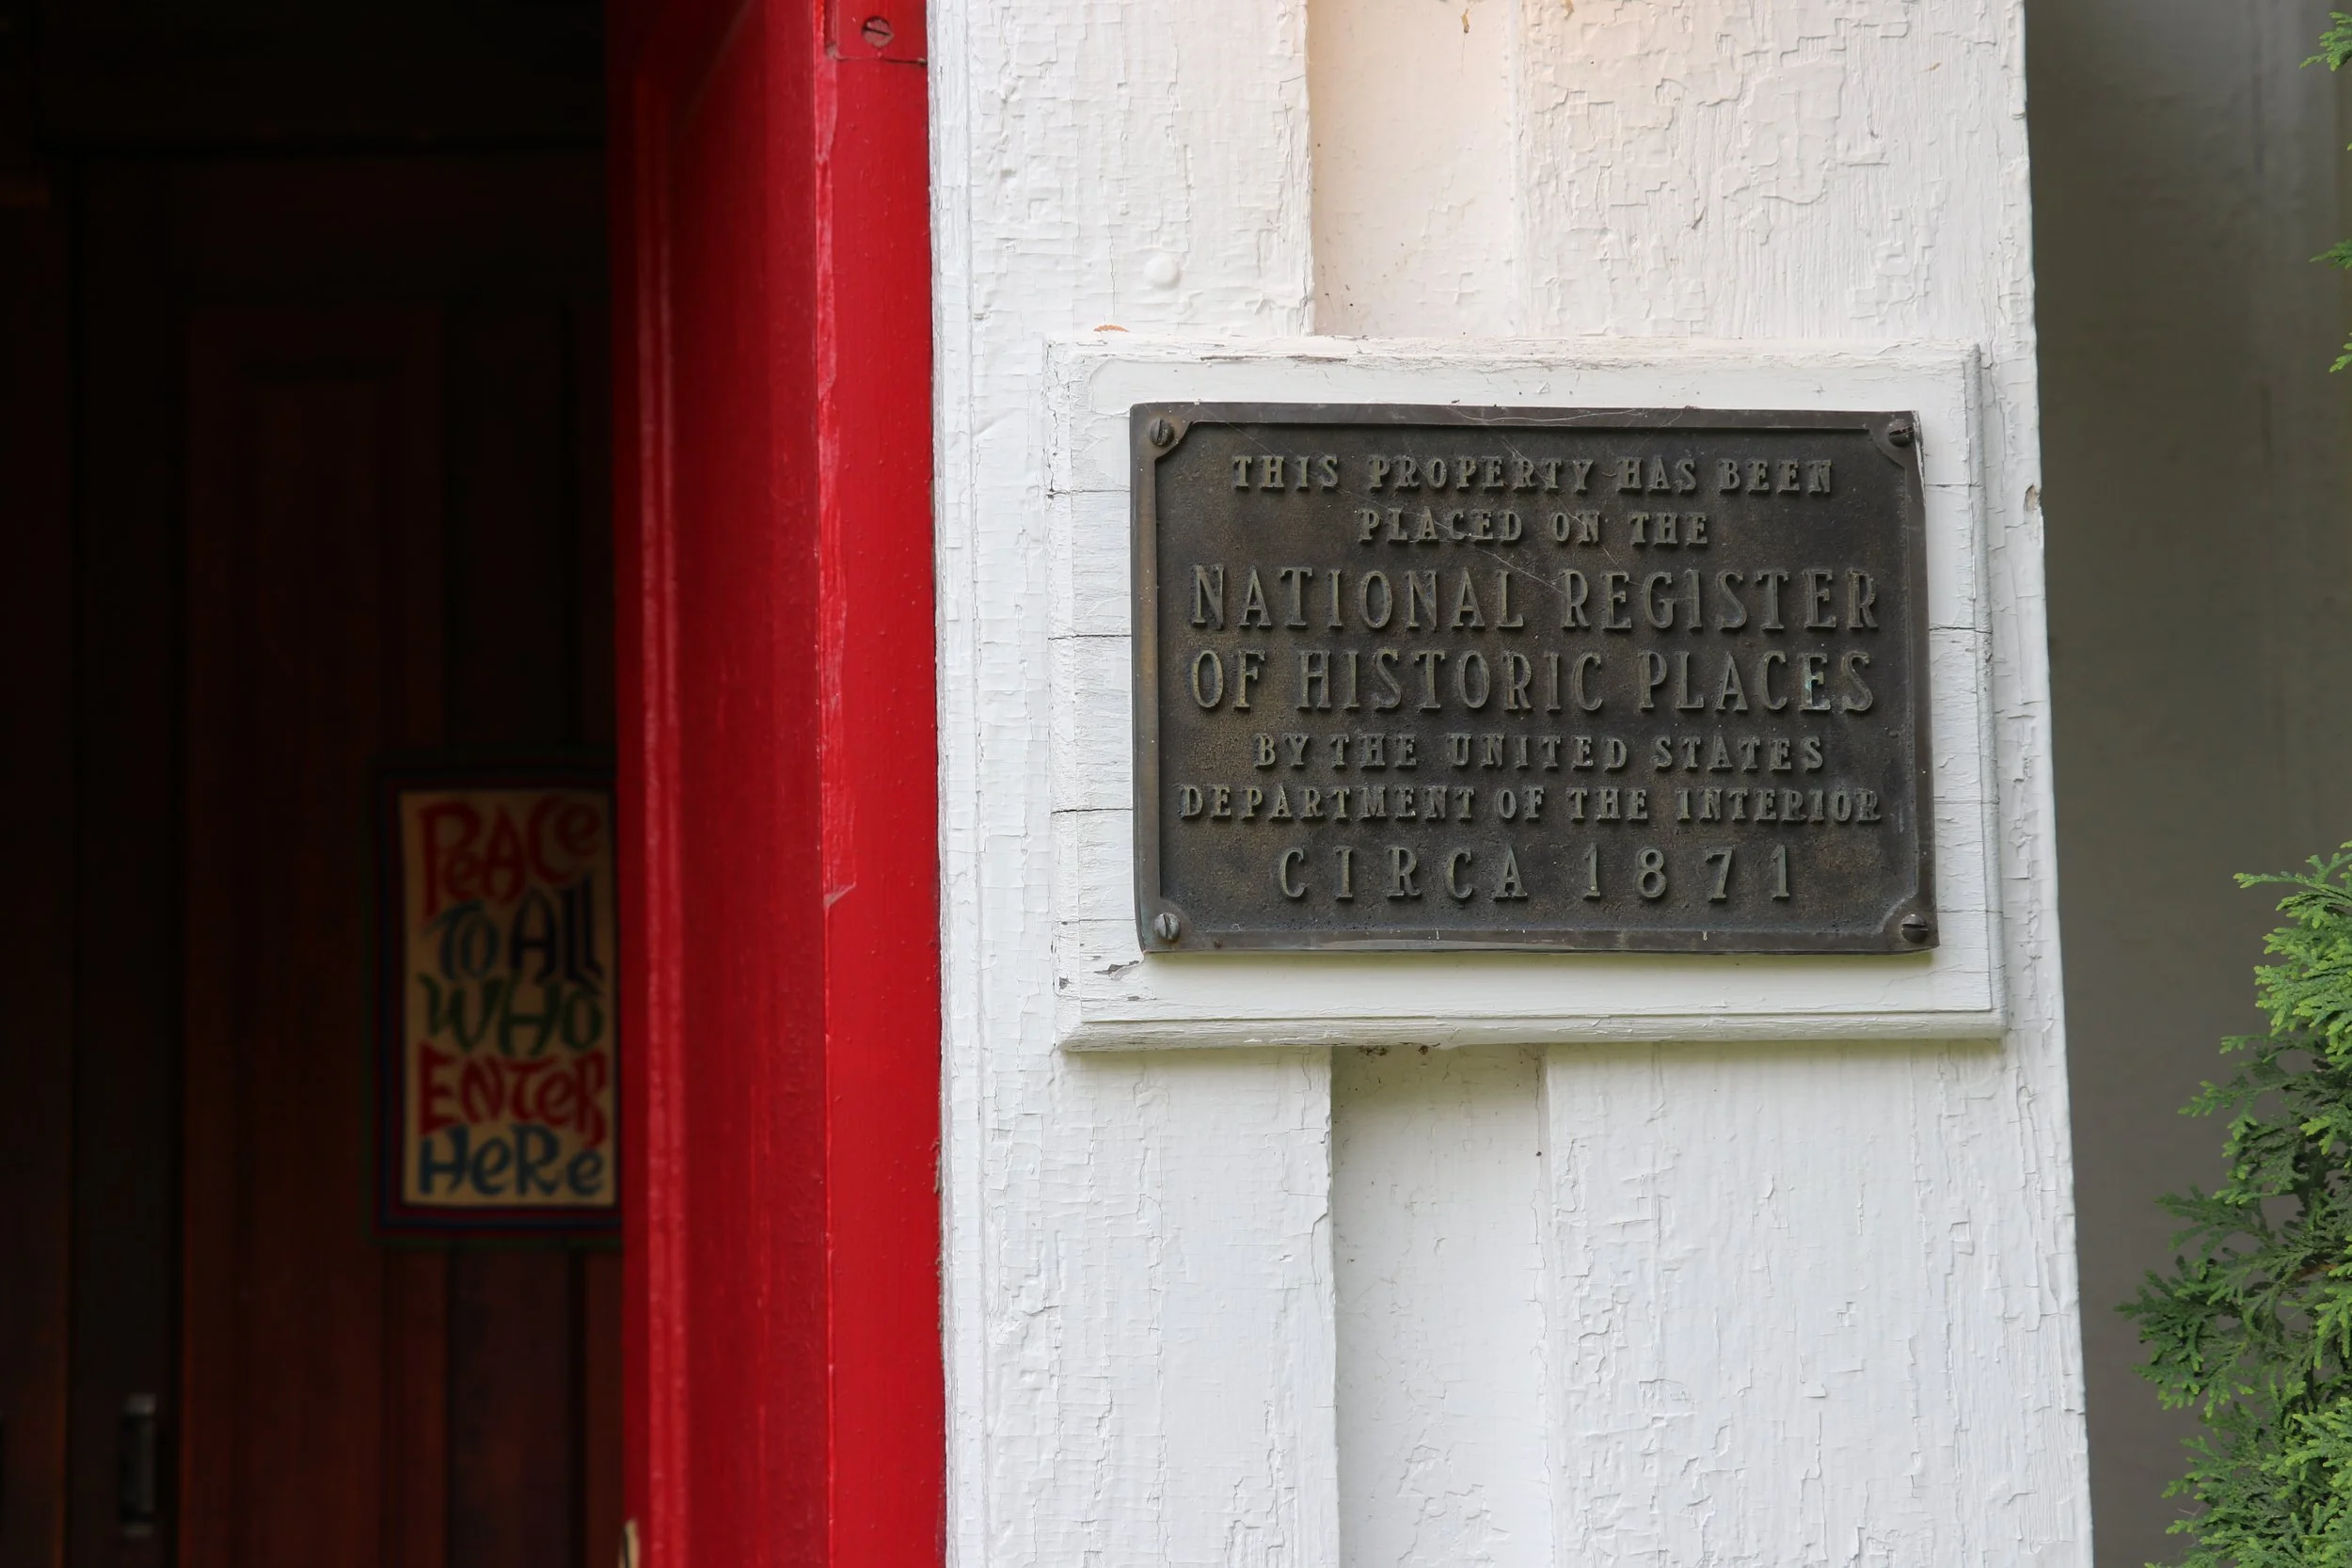 PeACe
TO All
WHO
ENTeR
HeRe
THIS PROPERTY HAS BEEN
PLACED ON THE
NATIONAL REGISTER
OF HISTORIC PLACES
BY THE UNITED STATES
DEPARTMENT OF THE INTERIOR
CIRCA 1871